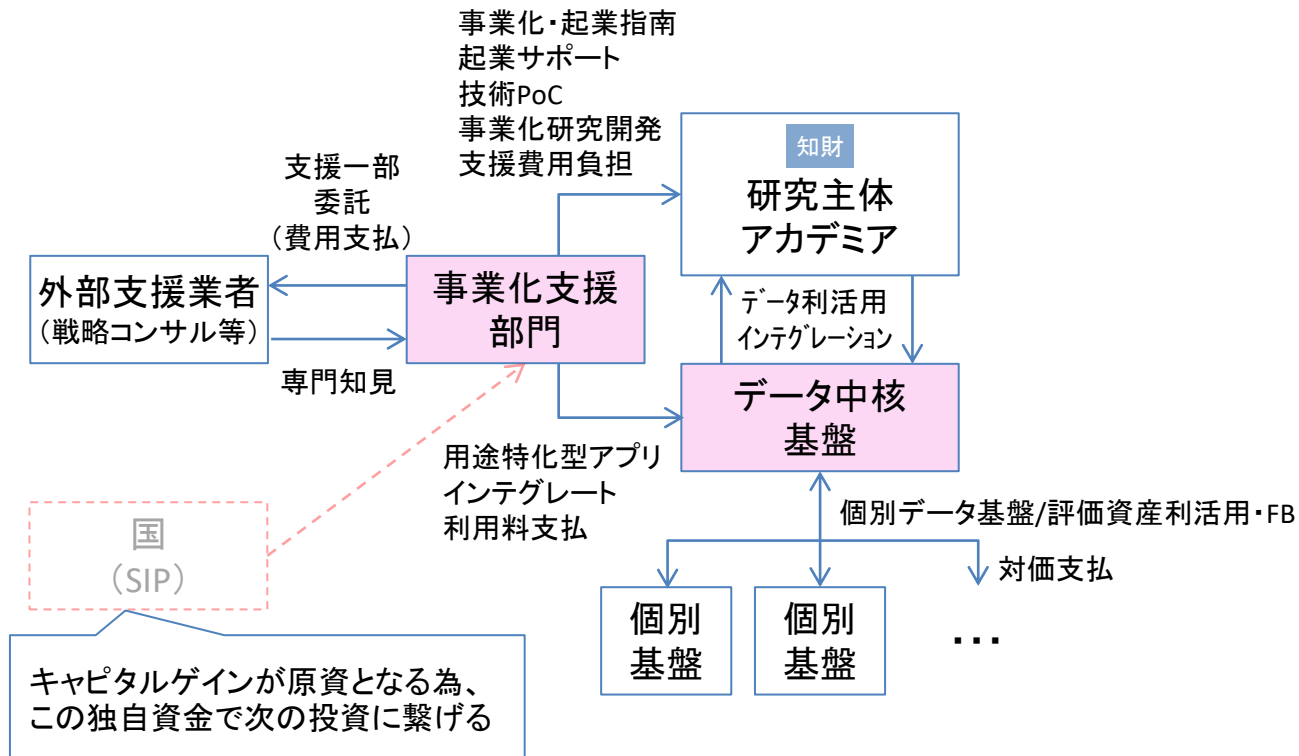 事業化・起業指南
起業サポート
技術PoC
事業化研究開発
支援費用負担
知財
研究主体
アカデミア
支援一部
委託
（費用支払）
外部支援業者
（戦略コンサル等）
事業化支援
部門
専門知見
ﾃﾞｰﾀ利活用
ｲﾝﾃｸﾞﾚｰｼｮﾝ
データ中核
基盤
用途特化型アプリ
インテグレート
利用料支払
国
（SIP）
個別データ基盤/評価資産利活用・FB
対価支払
個別
基盤
個別
基盤
・・・
キャピタルゲインが原資となる為、
この独自資金で次の投資に繋げる